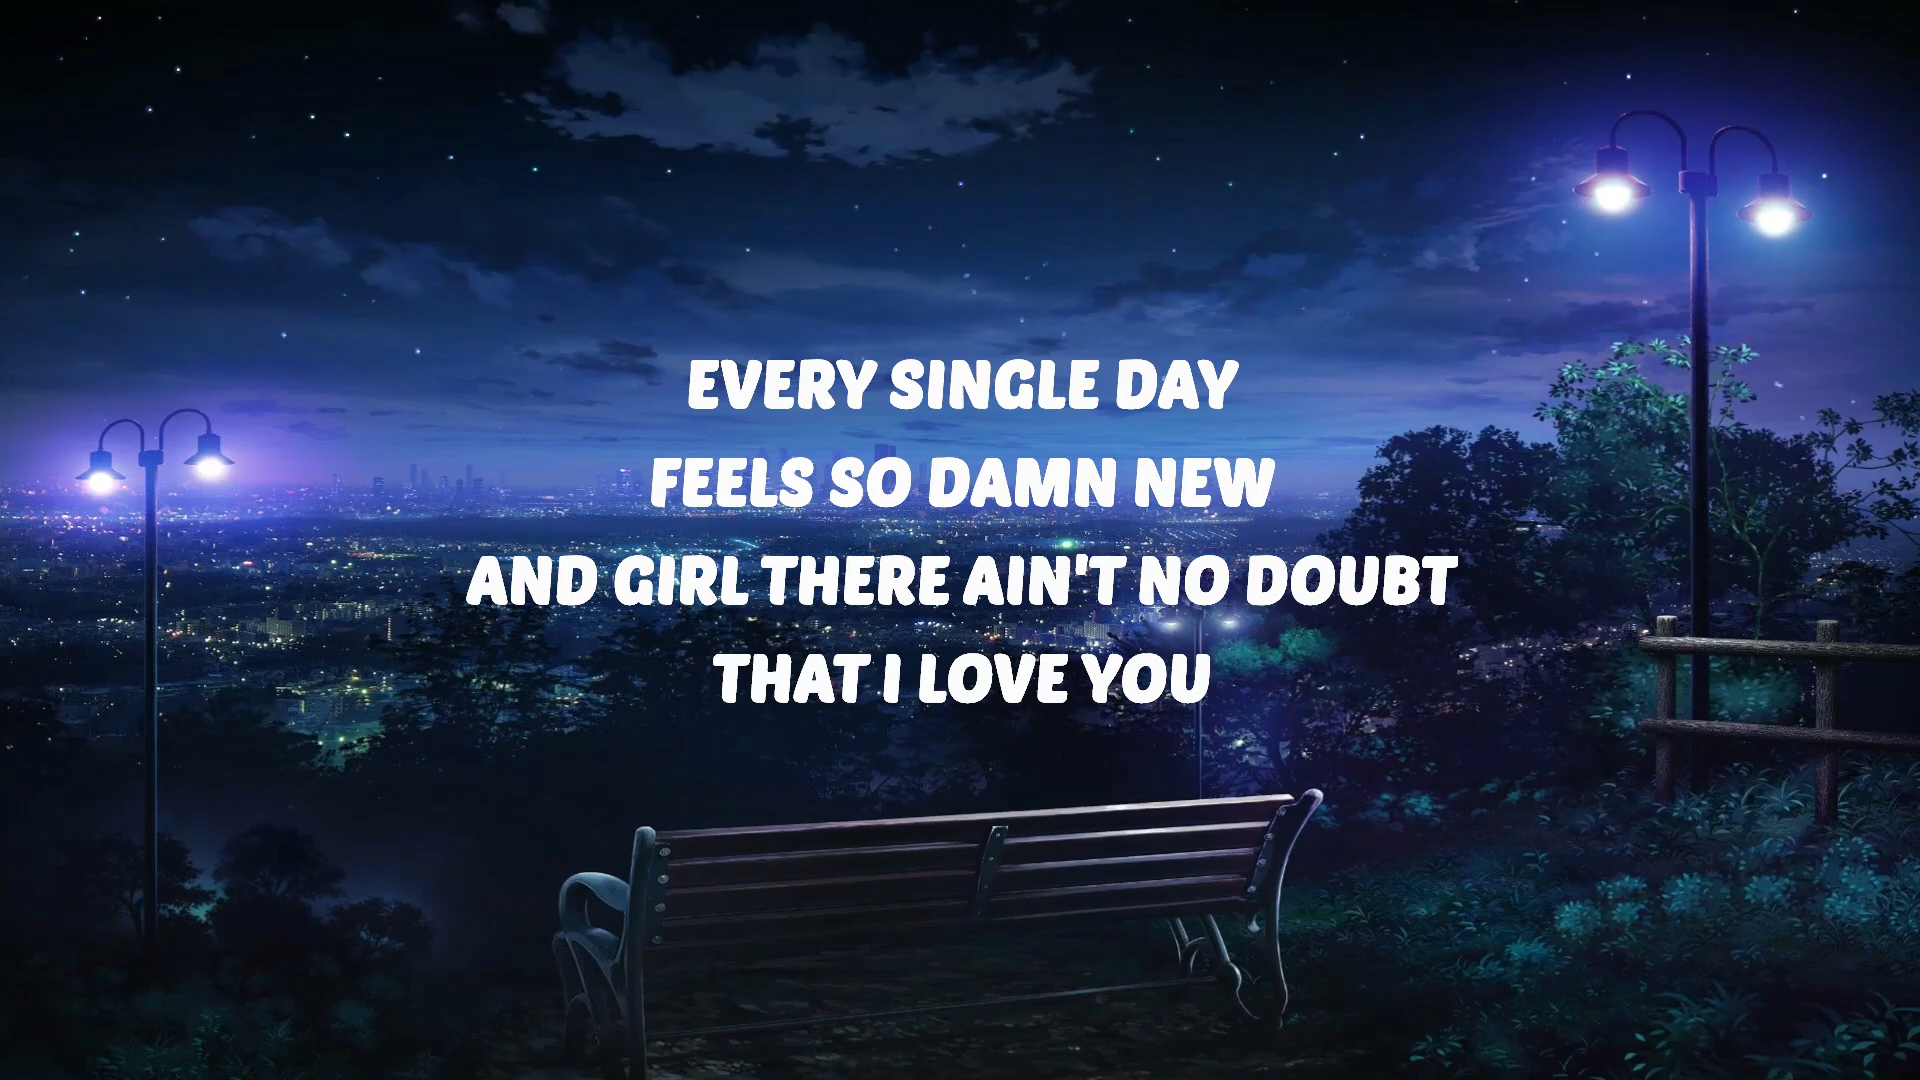 EVERY SINGLE DAY
FEELS SO DAMN NEW
AND GIRL THERE AIN'T NO DOUBT
THAT I LOVE YOU